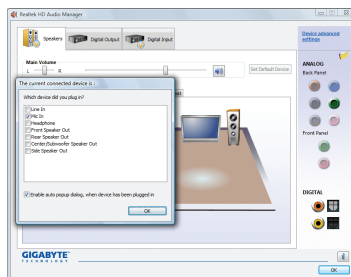 Realtek HD Audio Manager
Speakers
Digital Output
Digital Input
Device advanced settings
Main Volume
L
R
Set Default Device
ANALOG
Back Panel
The current connected device is :
Which device did you plug in?
Line In
Mic In
Headphone
Front Speaker Out
Rear Speaker Out
Center/Subwoofer Speaker Out
Side Speaker Out
Enable auto popup dialog, when device has been plugged in
OK
Front Panel
DIGITAL
GIGABYTE
TECHNOLOGY
i
OK